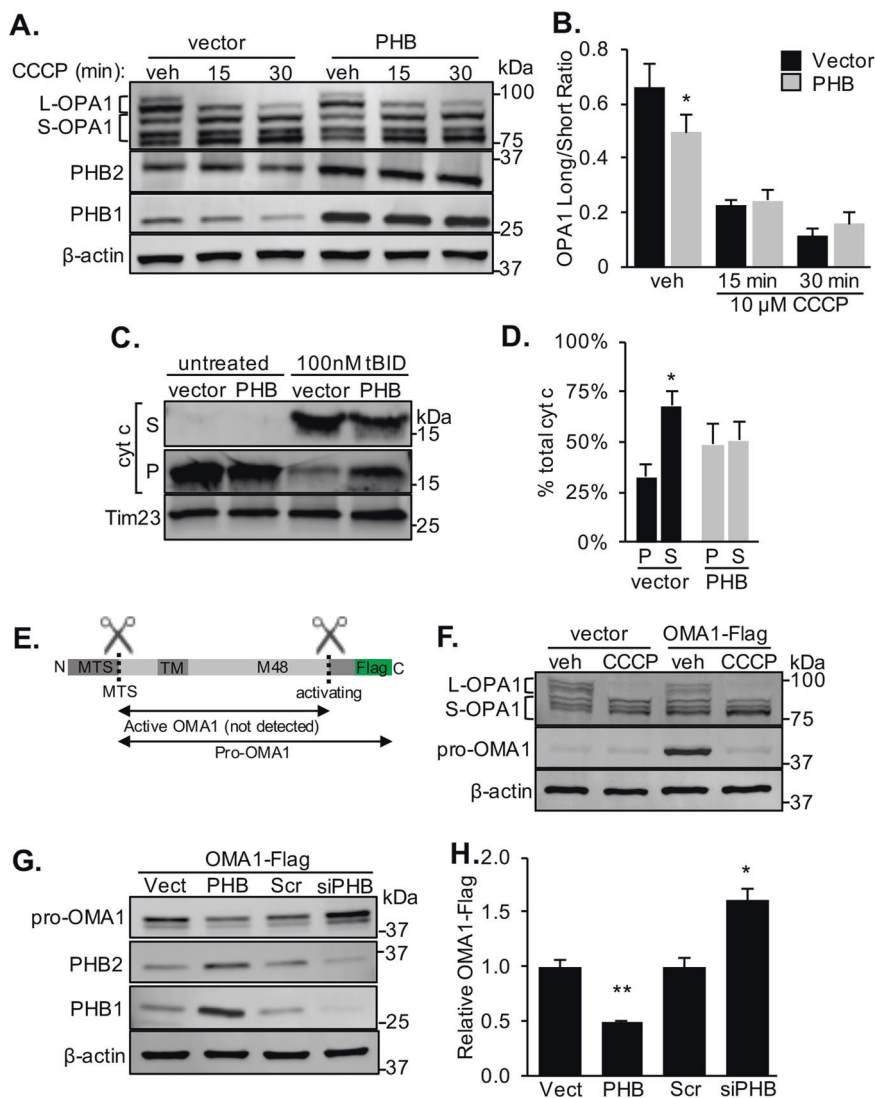 A.
vector PHB
CCCP (min): veh 15 30 veh 15 30 kDa
L-OPA1
S-OPA1
100
75
PHB2
37
PHB1
25
β-actin
37
B.
OPA1 Long/Short Ratio
0.8
0.6
0.4
0.2
0
*
Vector
PHB
veh 15 min 30 min
10 µM CCCP
C.
untreated 100nM tBID
vector PHB vector PHB
kDa
cyt c
S
15
P
15
Tim23
25
D.
% total cyt c
100%
75%
50%
25%
0%
*
P S P S
vector PHB
E.
N MTS TM M48 Flag C
MTS activating
Active OMA1 (not detected)
Pro-OMA1
F.
vector OMA1-Flag
veh CCCP veh CCCP kDa
L-OPA1
S-OPA1
100
75
pro-OMA1
37
β-actin
37
G.
OMA1-Flag
Vect PHB Scr siPHB
kDa
pro-OMA1
37
PHB2
37
PHB1
25
β-actin
37
H.
Relative OMA1-Flag
2.0
1.5
1.0
0.5
0.0
**
*
Vect PHB Scr siPHB